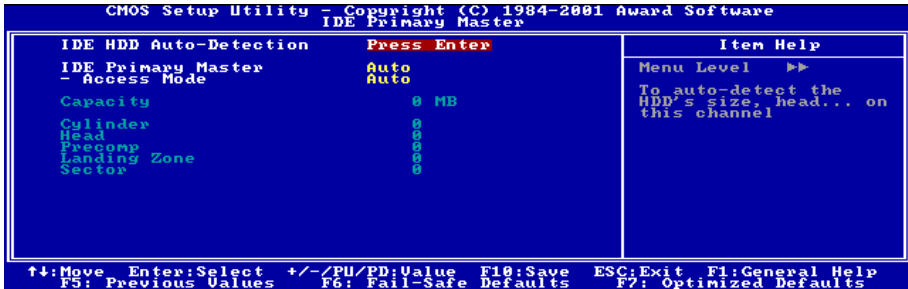 CMOS Setup Utility - Copyright (C) 1984-2001 Award Software
IDE Primary Master
IDE HDD Auto-Detection Press Enter
IDE Primary Master Auto
- Access Mode Auto
Capacity 0 MB
Cylinder 0
Head 0
Precomp 0
Landing Zone 0
Sector 0
Item Help
Menu Level ▶▶
To auto-detect the
HDD's size, head... on
this channel
↑↓:Move Enter:Select +/-/PU/PD:Value F10:Save ESC:Exit F1:General Help
F5: Previous Values F6: Fail-Safe Defaults F7: Optimized Defaults